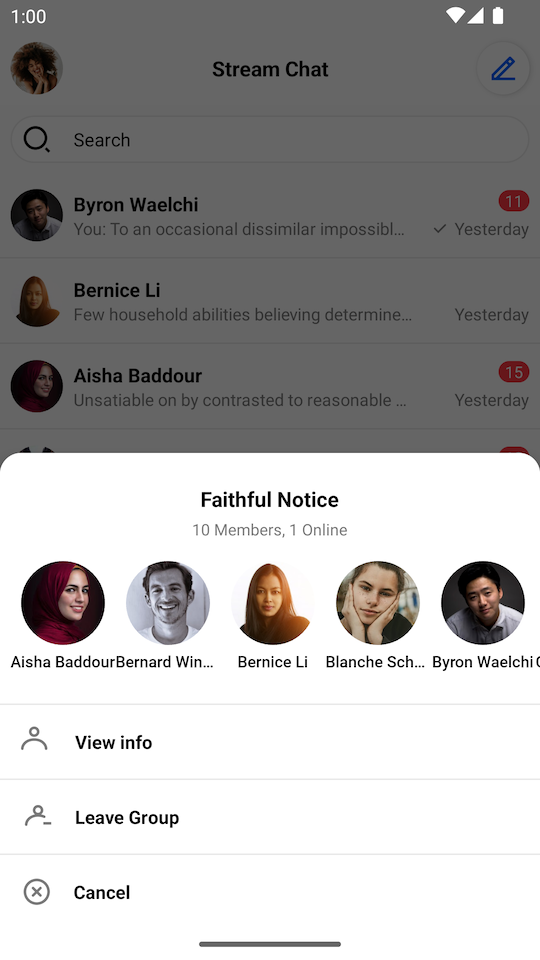 1:00
Stream Chat
Search
Byron Waelchi
11
You: To an occasional dissimilar impossibl...
Yesterday
Bernice Li
Few household abilities believing determine...
Yesterday
Aisha Baddour
15
Unsatiable on by contrasted to reasonable ...
Yesterday
Faithful Notice
10 Members, 1 Online
Aisha Baddour
Bernard Win...
Bernice Li
Blanche Sch...
Byron Waelchi
View info
Leave Group
Cancel